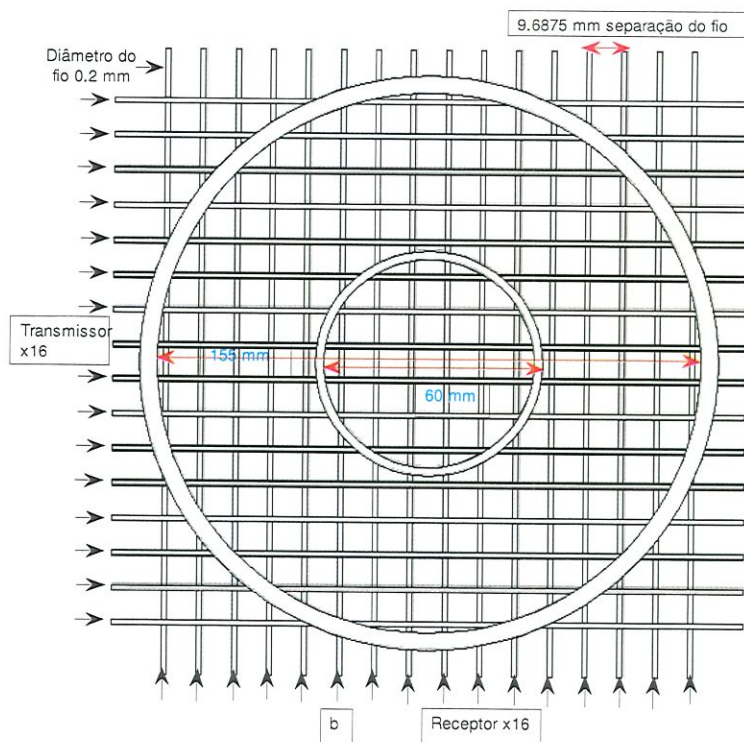 9.6875 mm separação do fio
Diâmetro do
fio 0.2 mm
Transmissor
x16
155 mm
60 mm
b
Receptor x16